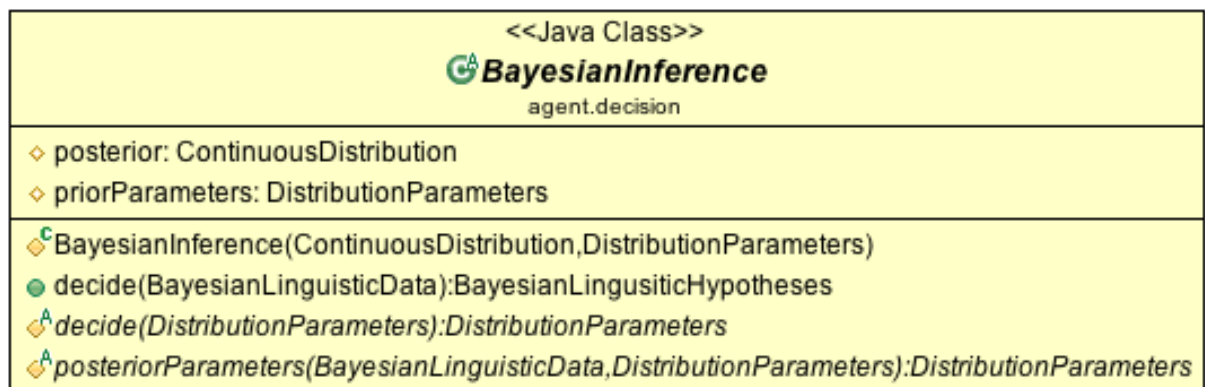 <<Java Class>>
BayesianInference
agent.decision
posterior: ContinuousDistribution
priorParameters: DistributionParameters
BayesianInference(ContinuousDistribution,DistributionParameters)
decide(BayesianLinguisticData):BayesianLingusiticHypotheses
decide(DistributionParameters):DistributionParameters
posteriorParameters(BayesianLinguisticData,DistributionParameters):DistributionParameters